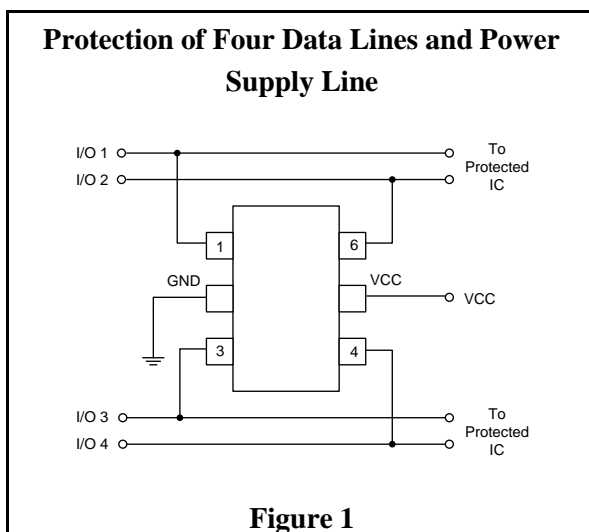 Protection of Four Data Lines and Power
Supply Line
I/O 1
I/O 2
To
Protected
IC
1
6
GND
VCC
VCC
3
4
I/O 3
I/O 4
To
Protected
IC
Figure 1